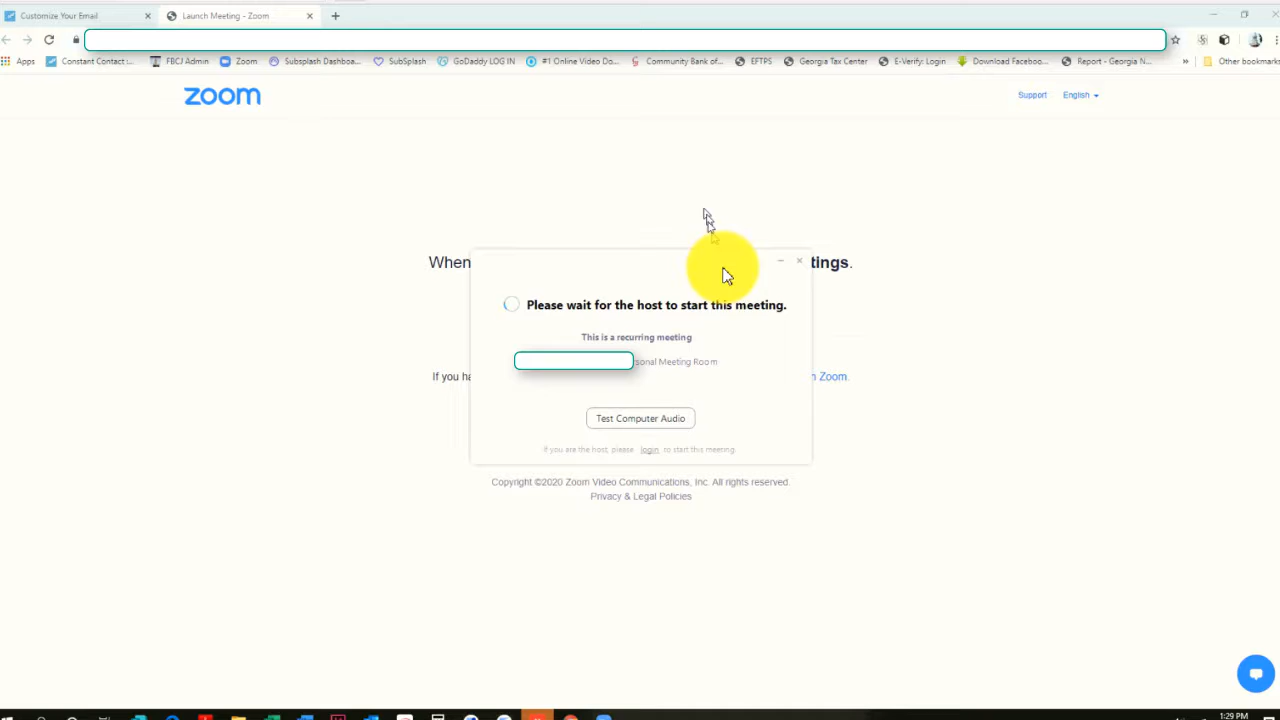 Customize Your Email
Launch Meeting - Zoom
Apps
Constant Contact :...
FBCJ Admin
Zoom
Subsplash Dashboa...
SubSplash
GoDaddy LOG IN
#1 Online Video Do...
Community Bank of...
EFTPS
Georgia Tax Center
E-Verify: Login
Download Faceboo...
Report - Georgia N...
»
Other bookmarks
zoom
Support
English
When
tings.
Please wait for the host to start this meeting.
This is a recurring meeting
rsonal Meeting Room
If you ha
Zoom.
Test Computer Audio
If you are the host, please login to start this meeting.
Copyright ©2020 Zoom Video Communications, Inc. All rights reserved.
Privacy & Legal Policies
1:29 PM